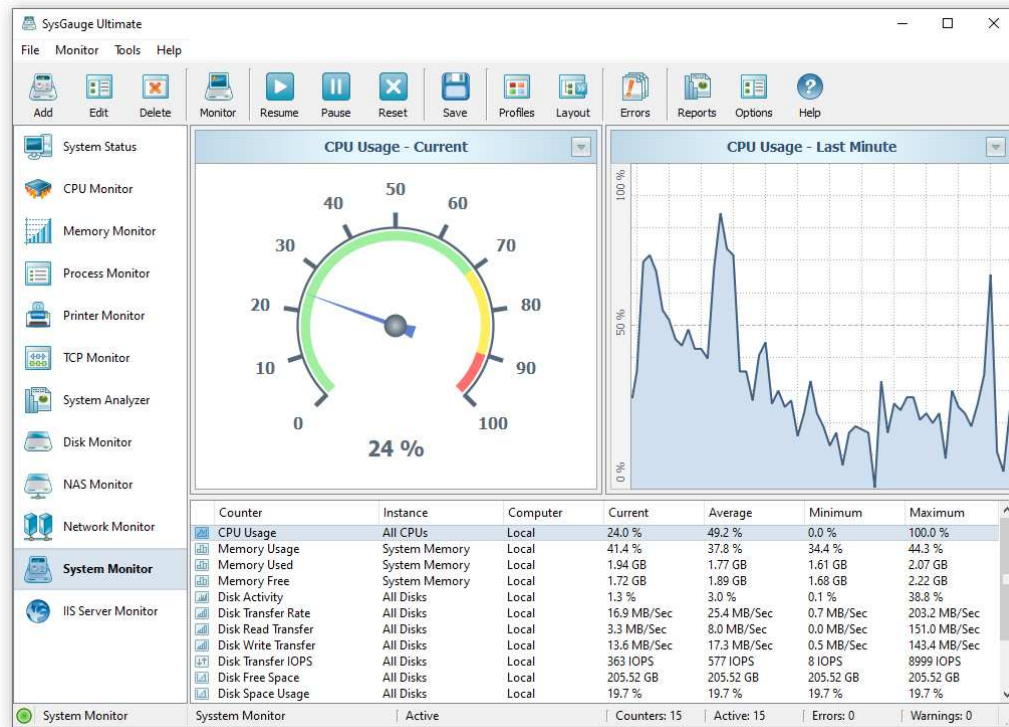 SysGauge Ultimate
File Monitor Tools Help
Add Edit Delete Monitor Resume Pause Reset Save Profiles Layout Errors Reports Options Help
System Status
CPU Monitor
Memory Monitor
Process Monitor
Printer Monitor
TCP Monitor
System Analyzer
Disk Monitor
NAS Monitor
Network Monitor
System Monitor
IIS Server Monitor
CPU Usage - Current
0
10
20
30
40
50
60
70
80
90
100
24 %
CPU Usage - Last Minute
100 %
50 %
0 %
Counter Instance Computer Current Average Minimum Maximum
CPU Usage All CPUs Local 24.0 % 49.2 % 0.0 % 100.0 %
Memory Usage System Memory Local 41.4 % 37.8 % 34.4 % 44.3 %
Memory Used System Memory Local 1.94 GB 1.77 GB 1.61 GB 2.07 GB
Memory Free System Memory Local 1.72 GB 1.89 GB 1.68 GB 2.22 GB
Disk Activity All Disks Local 1.3 % 3.0 % 0.1 % 38.8 %
Disk Transfer Rate All Disks Local 16.9 MB/Sec 25.4 MB/Sec 0.7 MB/Sec 203.2 MB/Sec
Disk Read Transfer All Disks Local 3.3 MB/Sec 8.0 MB/Sec 0.0 MB/Sec 151.0 MB/Sec
Disk Write Transfer All Disks Local 13.6 MB/Sec 17.3 MB/Sec 0.5 MB/Sec 143.4 MB/Sec
Disk Transfer IOPS All Disks Local 363 IOPS 577 IOPS 8 IOPS 8999 IOPS
Disk Free Space All Disks Local 205.52 GB 205.52 GB 205.52 GB 205.52 GB
Disk Space Usage All Disks Local 19.7 % 19.7 % 19.7 % 19.7 %
System Monitor Sysstem Monitor Active Counters: 15 Active: 15 Errors: 0 Warnings: 0